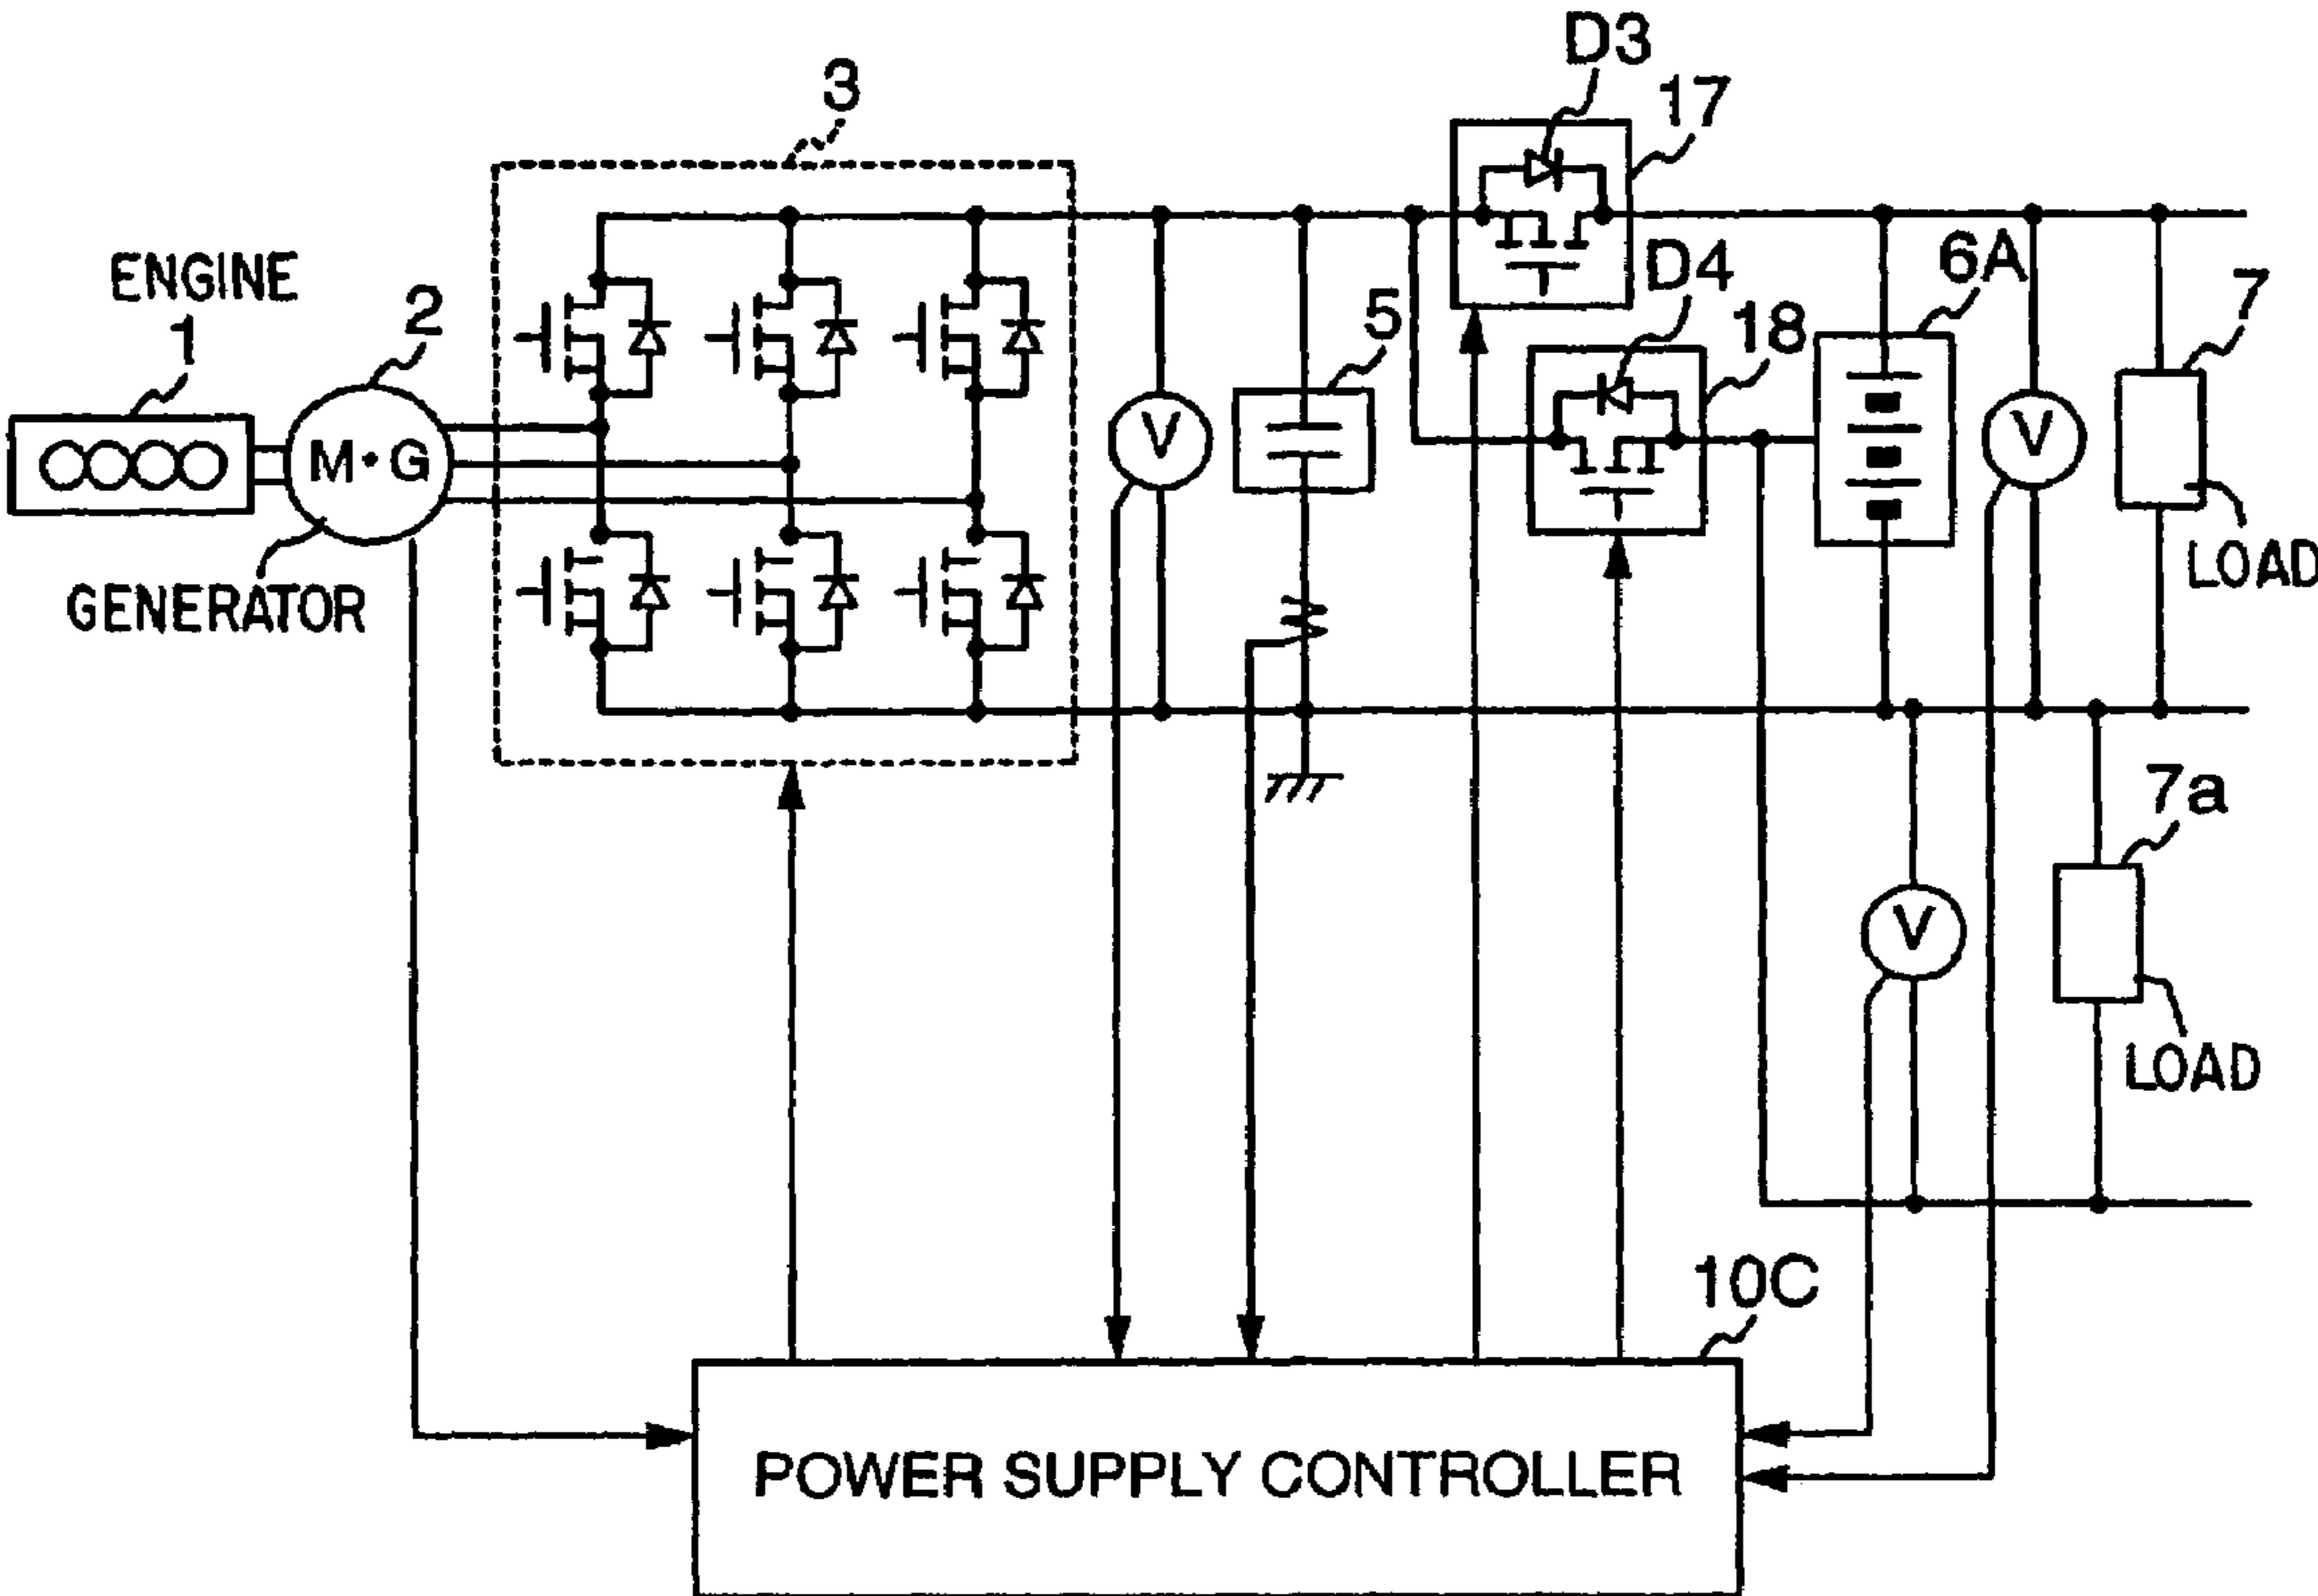 D3
3
17
D4
6A
ENGINE
1
2
5
18
7
M·G
V
V
LOAD
GENERATOR
7a
V
LOAD
10C
POWER SUPPLY CONTROLLER